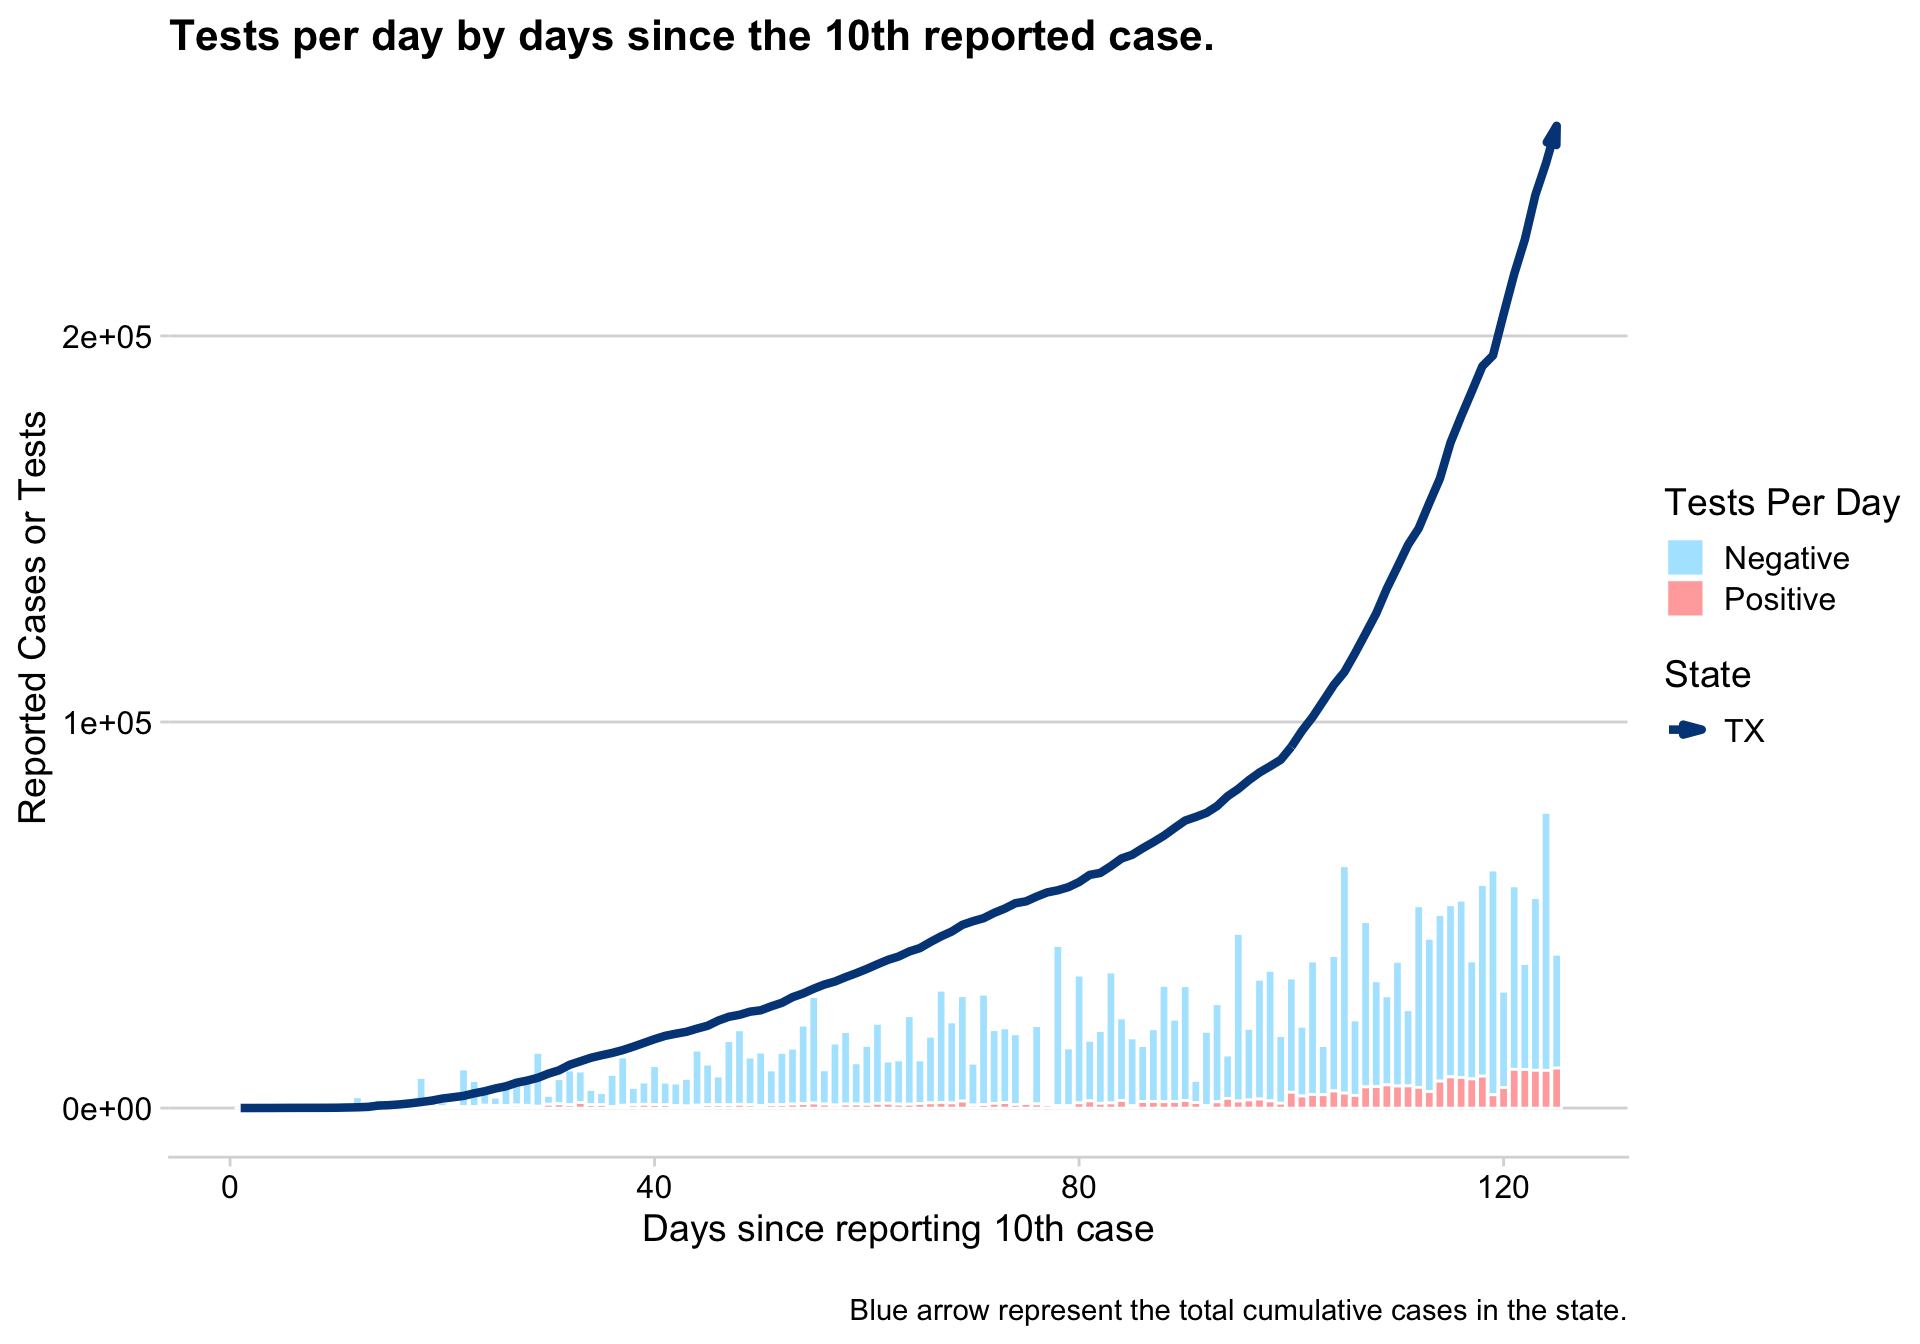 Tests per day by days since the 10th reported case.
Reported Cases or Tests
2e+05
1e+05
0e+00
0
40
80
120
Days since reporting 10th case
Tests Per Day
Negative
Positive
State
TX
Blue arrow represent the total cumulative cases in the state.